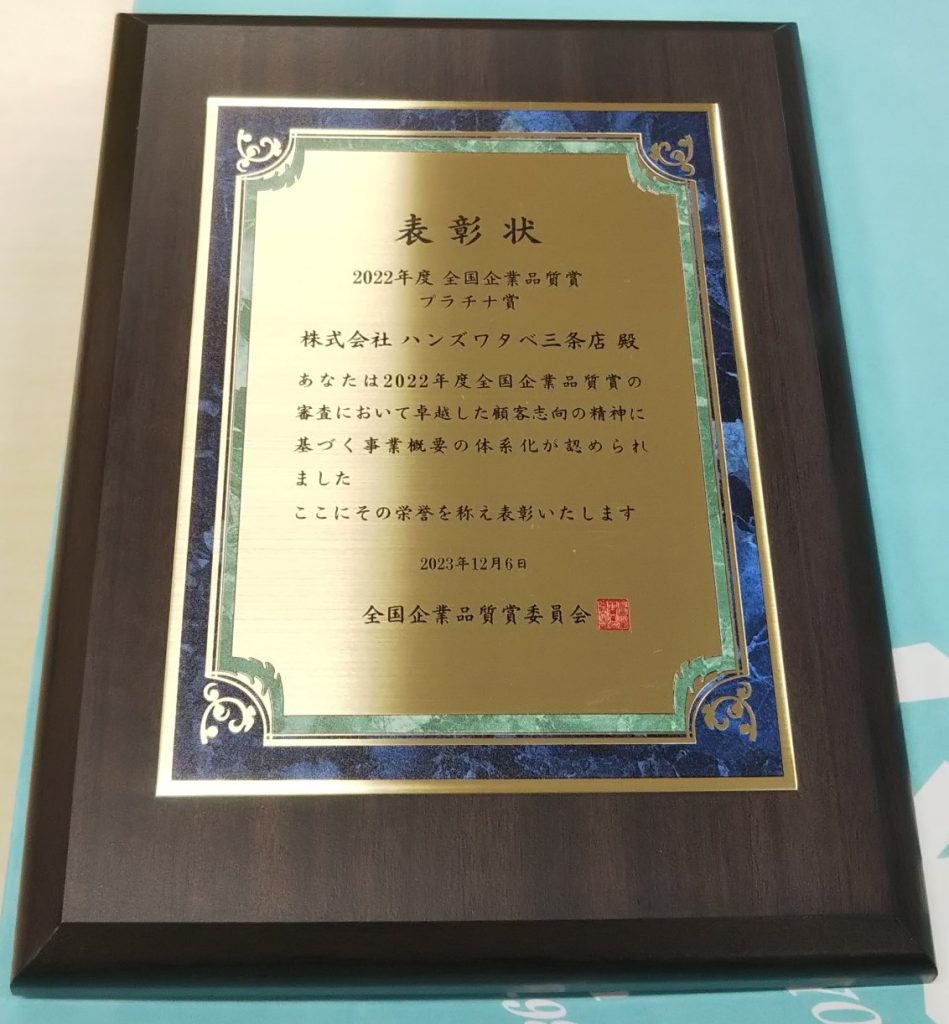 表彰状
2022年度 全国企業品質賞
プラチナ賞
株式会社 ハンズワタベ三条店 殿
あなたは2022年度全国企業品質賞の
審査において卓越した顧客志向の精神に
基づく事業概要の体系化が認められ
ました
ここにその栄誉を称え表彰いたします
2023年12月6日
全国企業品質賞委員会